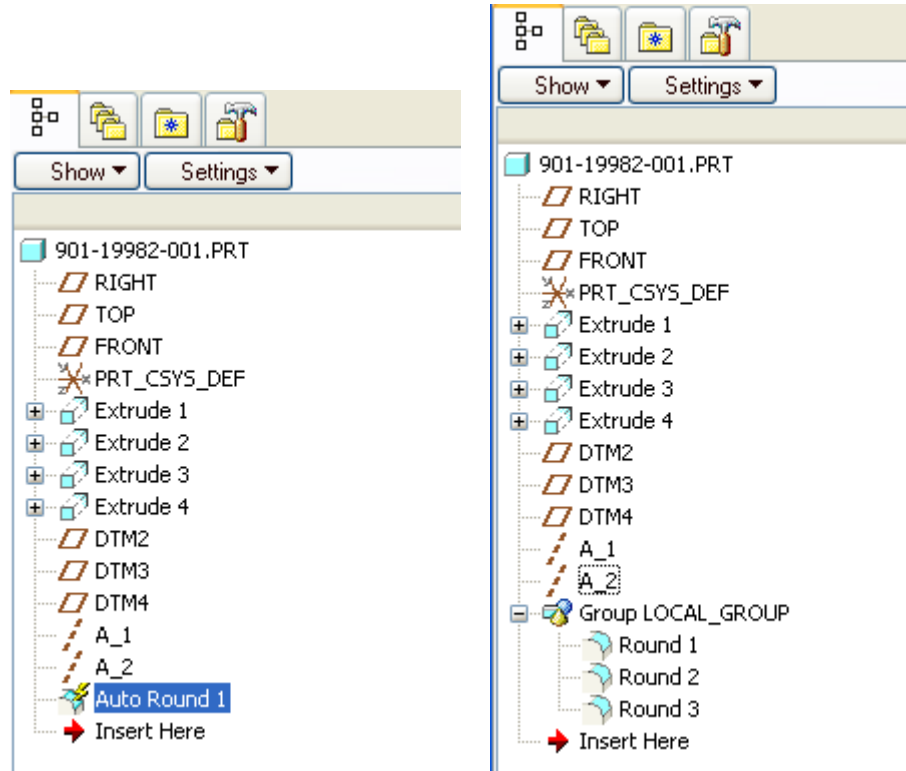 Show Settings
901-19982-001.PRT
RIGHT
TOP
FRONT
PRT_CSYS_DEF
Extrude 1
Extrude 2
Extrude 3
Extrude 4
DTM2
DTM3
DTM4
A_1
A_2
Auto Round 1
Insert Here
Show Settings
901-19982-001.PRT
RIGHT
TOP
FRONT
PRT_CSYS_DEF
Extrude 1
Extrude 2
Extrude 3
Extrude 4
DTM2
DTM3
DTM4
A_1
A_2
Group LOCAL_GROUP
Round 1
Round 2
Round 3
Insert Here